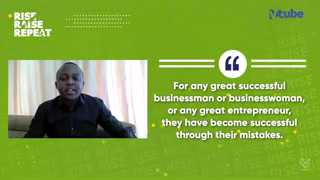 RISE.
RAISE.
REPEAT
For any great successful
businessman or businesswoman,
or any great entrepreneur,
they have become successful
through their mistakes.